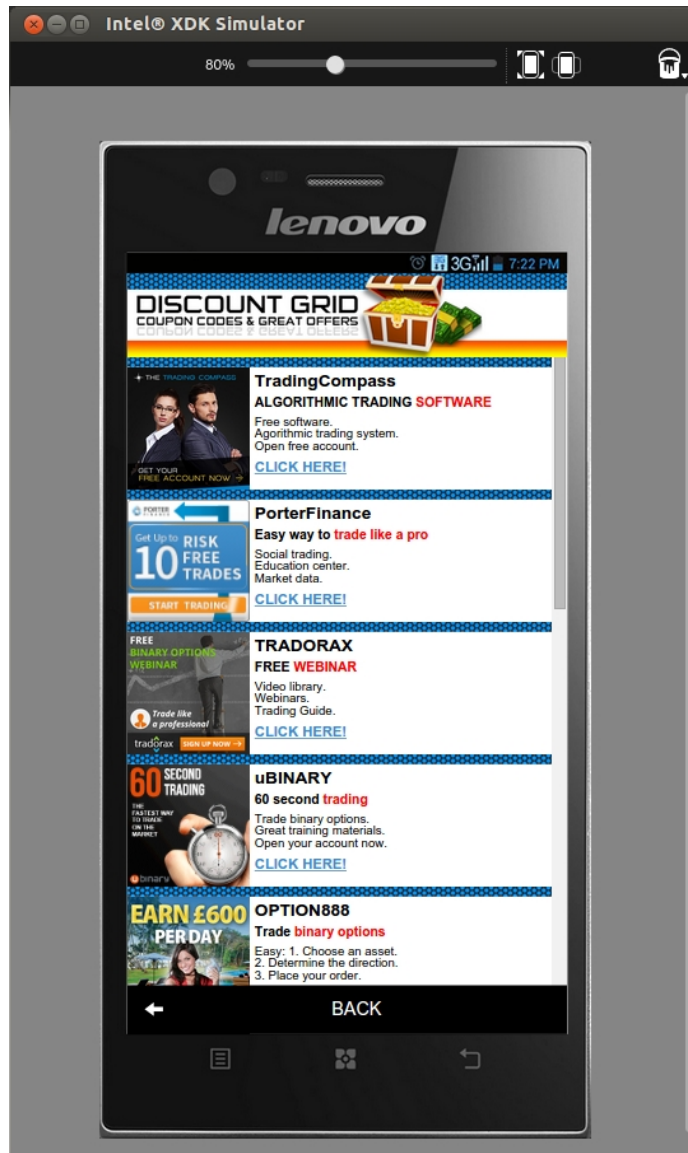 Intel® XDK Simulator
80%
lenovo
3G 7:22 PM
DISCOUNT GRID
COUPON CODES & GREAT OFFERS
THE TRADING COMPASS
GET YOUR
FREE ACCOUNT NOW →
TradingCompass
ALGORITHMIC TRADING SOFTWARE
Free software.
Agorithmic trading system.
Open free account.
CLICK HERE!
PORTER
FINANCE
Get Up to
10 RISK
FREE
TRADES
START TRADING
PorterFinance
Easy way to trade like a pro
Social trading.
Education center.
Market data.
CLICK HERE!
FREE
BINARY OPTIONS
WEBINAR
Trade like
a professional
tradorax SIGN UP NOW →
TRADORAX
FREE WEBINAR
Video library.
Webinars.
Trading Guide.
CLICK HERE!
60 SECOND
TRADING
THE
FASTEST WAY
TO TRADE
ON THE
MARKET
ubinary
uBINARY
60 second trading
Trade binary options.
Great training materials.
Open your account now.
CLICK HERE!
EARN £600
PER DAY
OPTION888
Trade binary options
Easy: 1. Choose an asset.
2. Determine the direction.
3. Place your order.
BACK